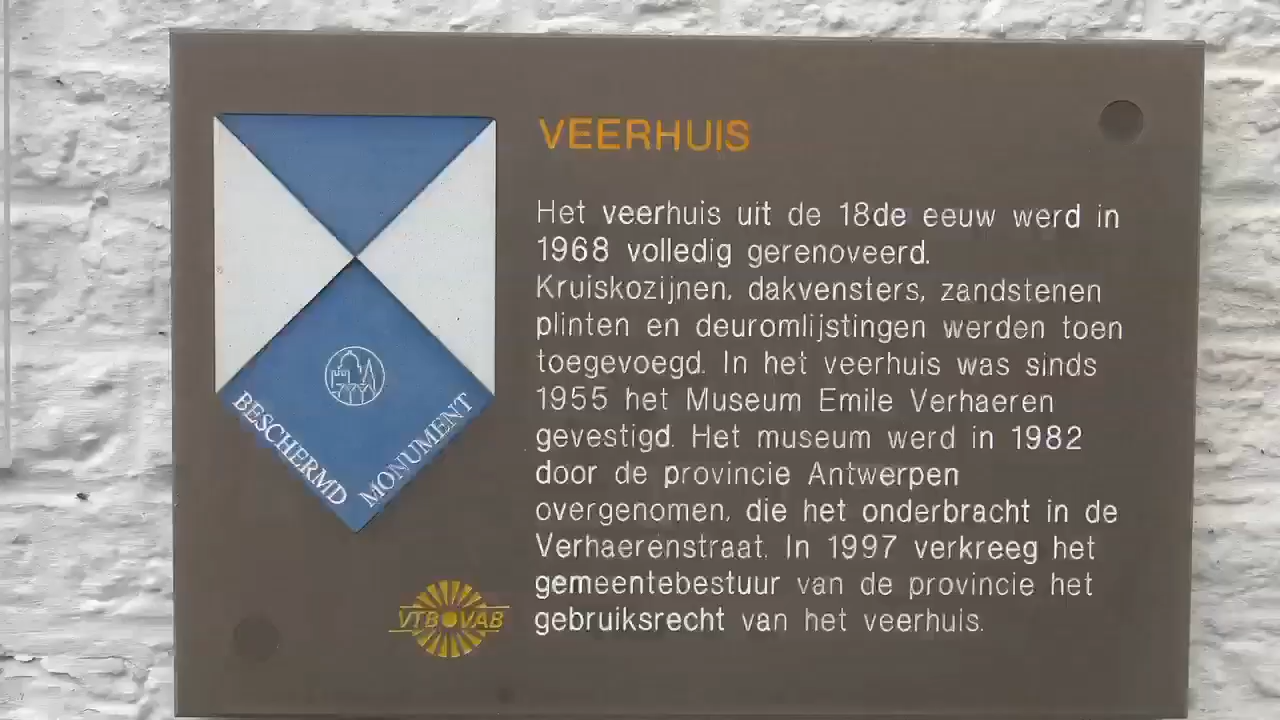 VEERHUIS
Het veerhuis uit de 18de eeuw werd in
1968 volledig gerenoveerd.
Kruiskozijnen, dakvensters, zandstenen
plinten en deuromlijstingen werden toen
toegevoegd. In het veerhuis was sinds
1955 het Museum Emile Verhaeren
gevestigd. Het museum werd in 1982
door de provincie Antwerpen
overgenomen, die het onderbracht in de
Verhaerenstraat. In 1997 verkreeg het
gemeentebestuur van de provincie het
gebruiksrecht van het veerhuis.
BESCHERMD MONUMENT
VTB VAB